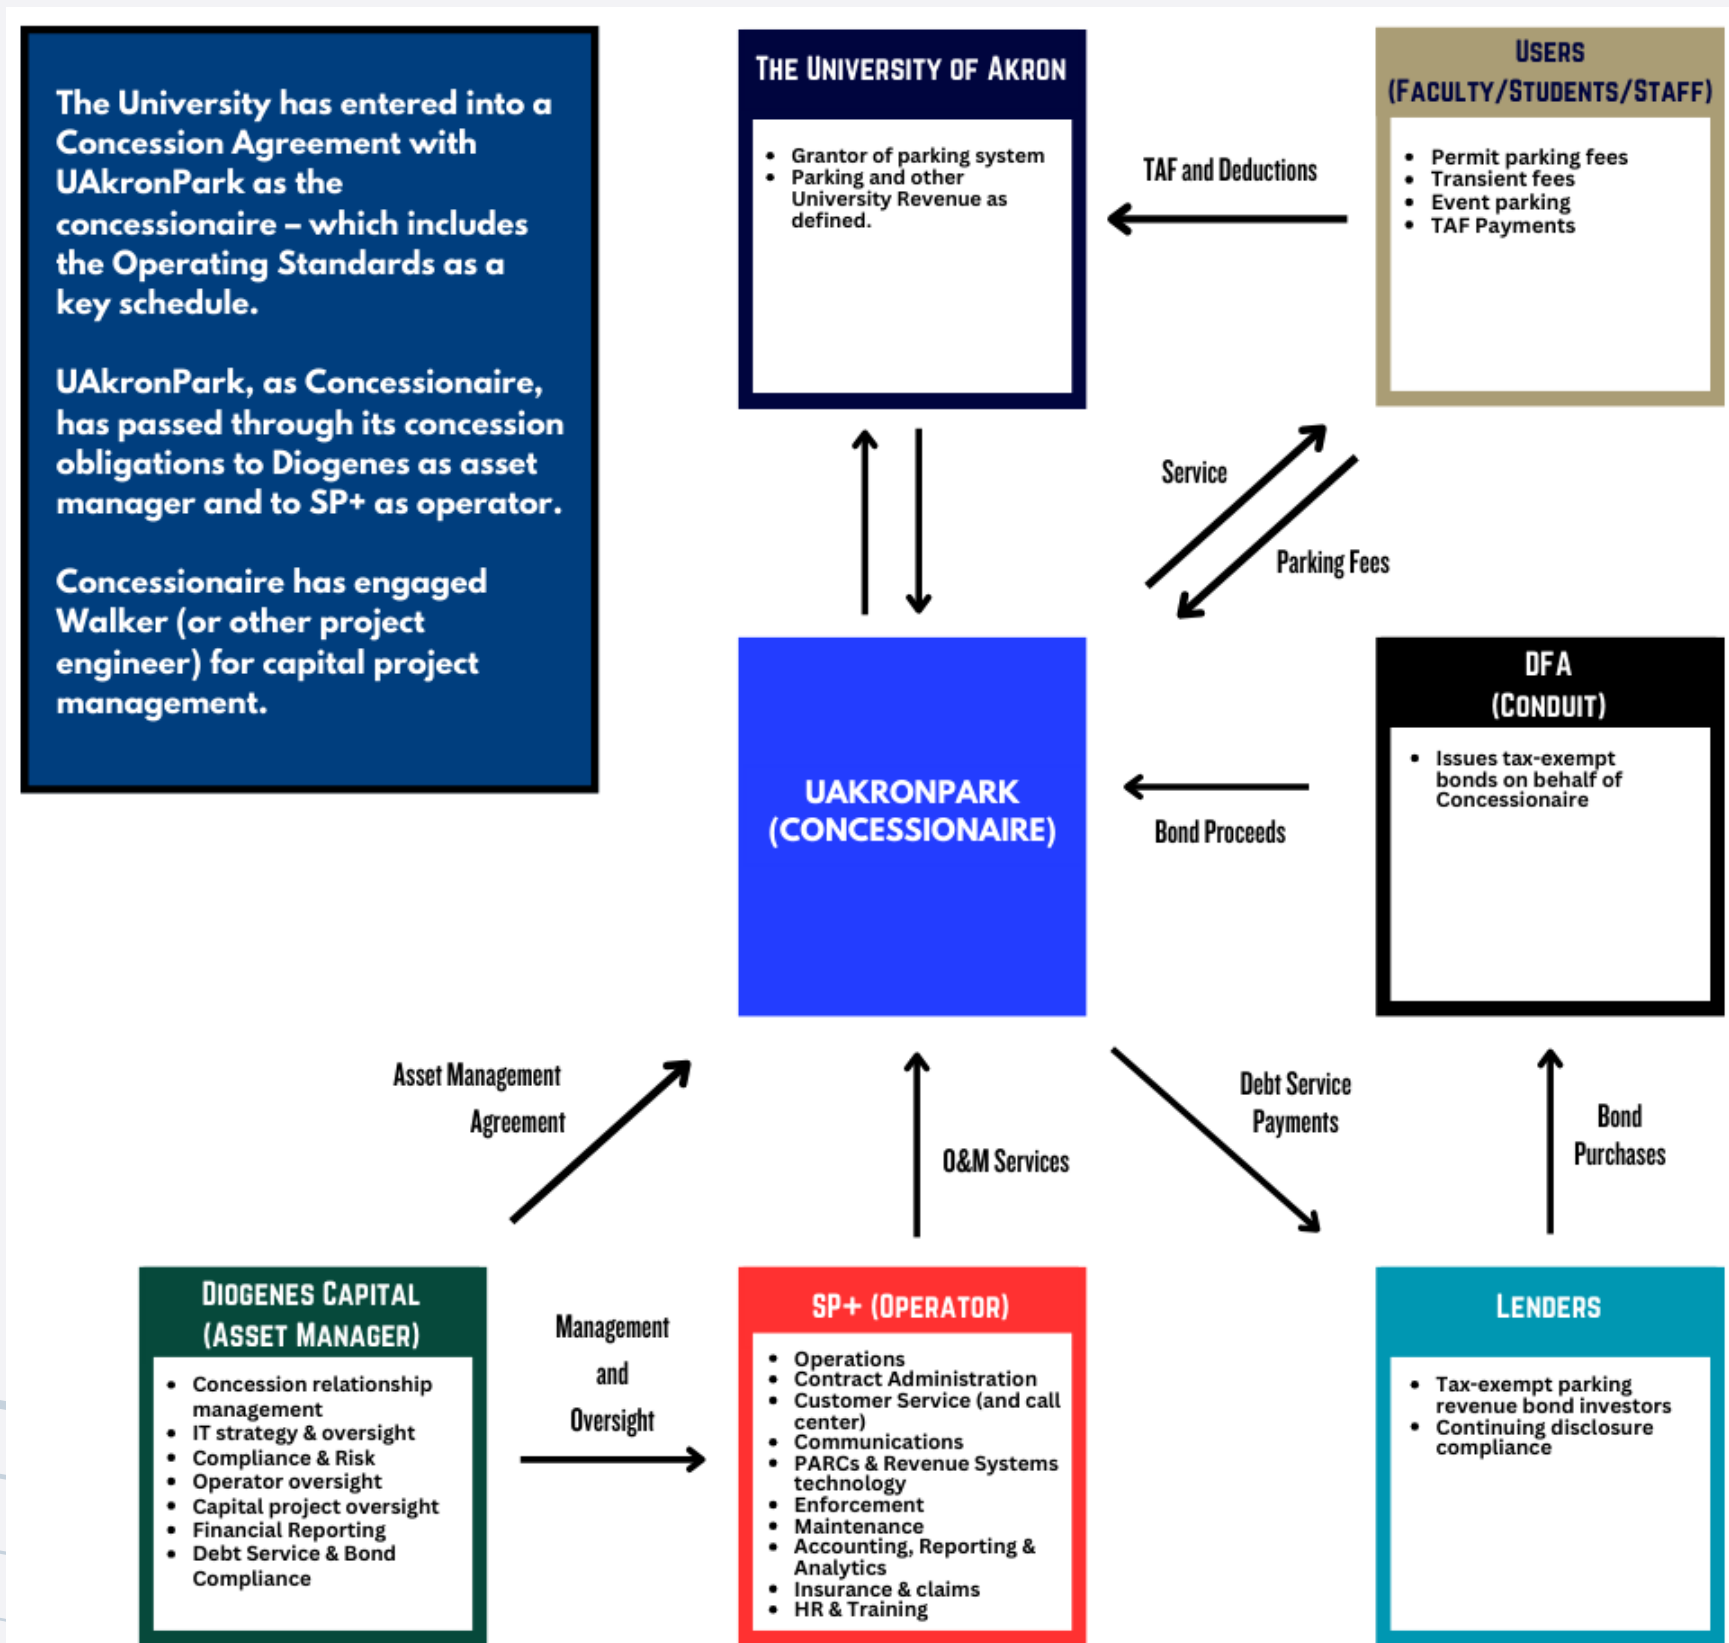 The University has entered into a
Concession Agreement with
UAkronPark as the
concessionaire – which includes
the Operating Standards as a
key schedule.
UAkronPark, as Concessionaire,
has passed through its concession
obligations to Diogenes as asset
manager and to SP+ as operator.
Concessionaire has engaged
Walker (or other project
engineer) for capital project
management.
THE UNIVERSITY OF AKRON
• Grantor of parking system
• Parking and other
University Revenue as
defined.
TAF and Deductions
USERS
(FACULTY/STUDENTS/STAFF)
• Permit parking fees
• Transient fees
• Event parking
• TAF Payments
Service
Parking Fees
UAKRONPARK
(CONCESSIONAIRE)
Bond Proceeds
DFA
(CONDUIT)
• Issues tax-exempt
bonds on behalf of
Concessionaire
Asset Management
Agreement
O&M Services
Debt Service
Payments
Bond
Purchases
DIOGENES CAPITAL
(ASSET MANAGER)
• Concession relationship
management
• IT strategy & oversight
• Compliance & Risk
• Operator oversight
• Capital project oversight
• Financial Reporting
• Debt Service & Bond
Compliance
Management
and
Oversight
SP+ (OPERATOR)
• Operations
• Contract Administration
• Customer Service (and call
center)
• Communications
• PARCs & Revenue Systems
technology
• Enforcement
• Maintenance
• Accounting, Reporting &
Analytics
• Insurance & claims
• HR & Training
LENDERS
• Tax-exempt parking
revenue bond investors
• Continuing disclosure
compliance